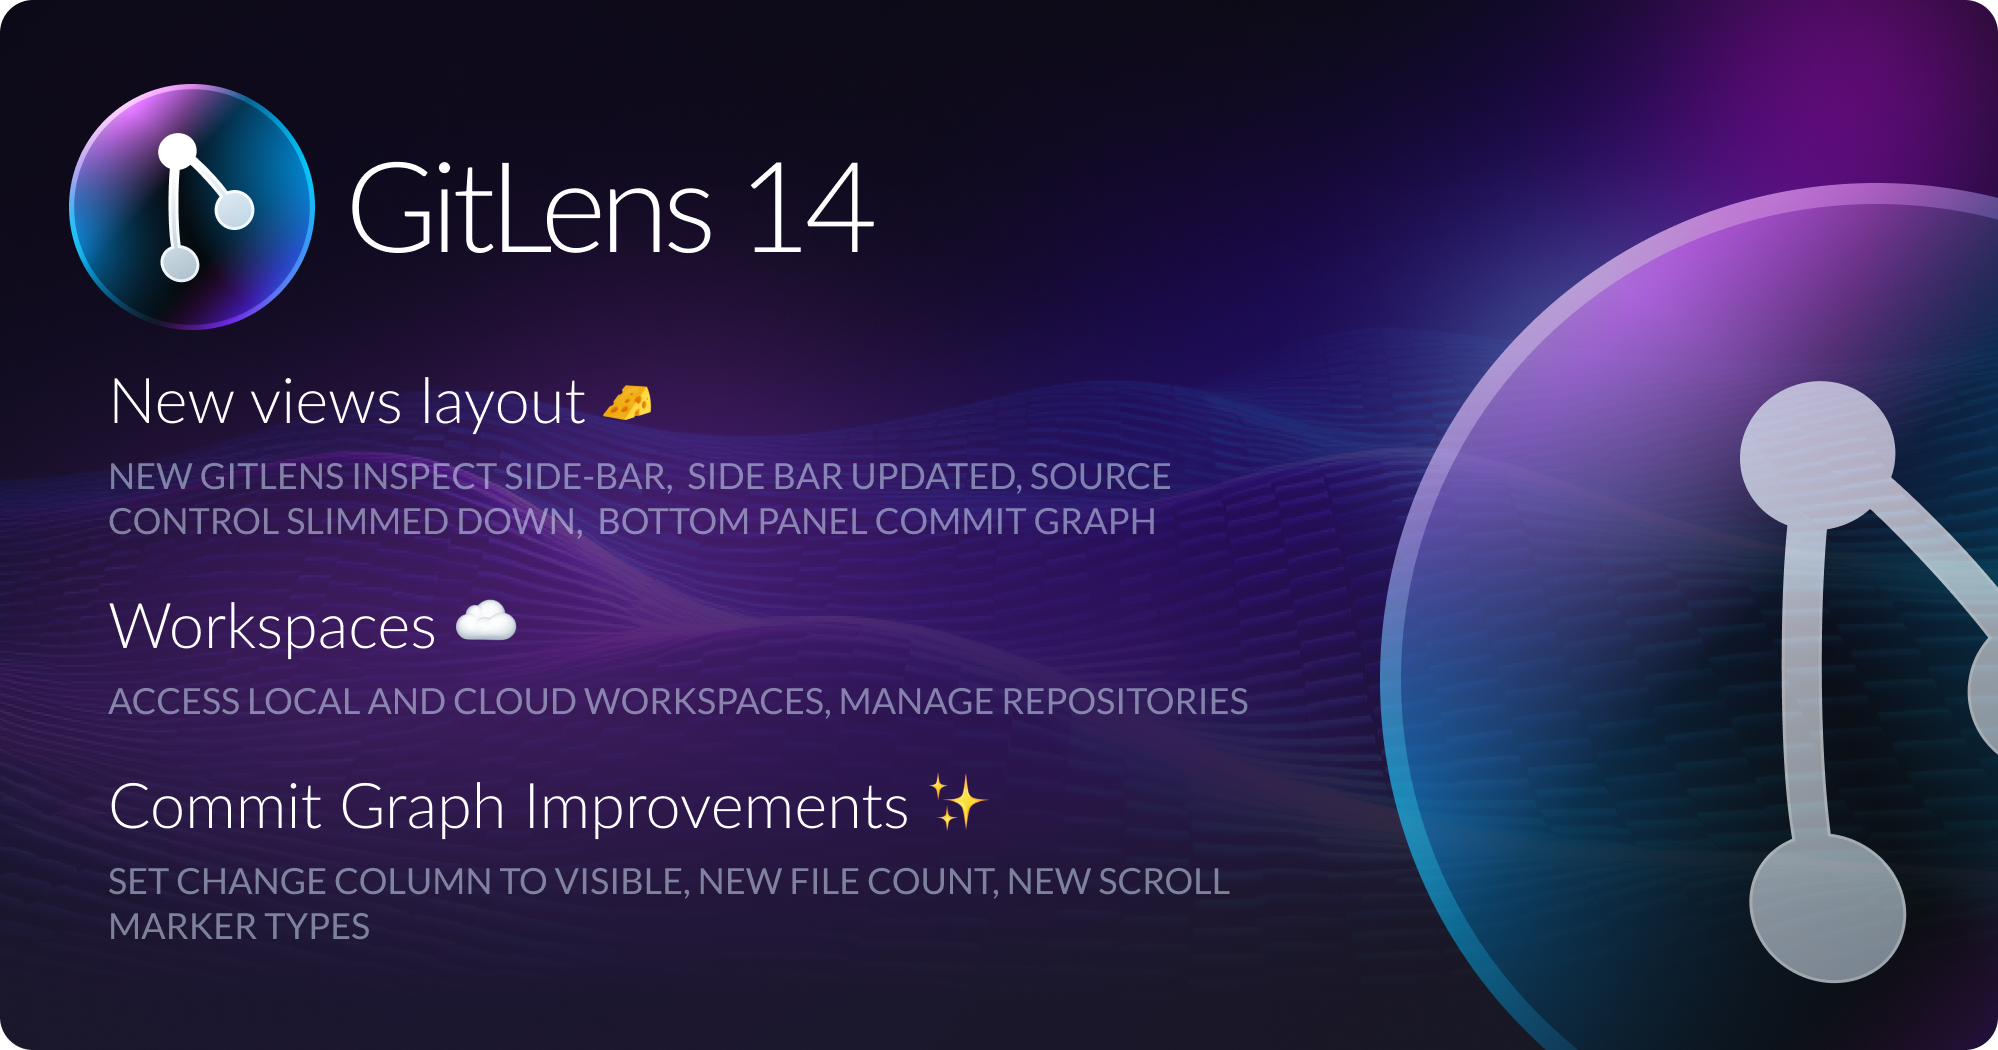 GitLens 14
New views layout 🧀
NEW GITLENS INSPECT SIDE-BAR, SIDE BAR UPDATED, SOURCE
CONTROL SLIMMED DOWN, BOTTOM PANEL COMMIT GRAPH
Workspaces ☁️
ACCESS LOCAL AND CLOUD WORKSPACES, MANAGE REPOSITORIES
Commit Graph Improvements ✨
SET CHANGE COLUMN TO VISIBLE, NEW FILE COUNT, NEW SCROLL
MARKER TYPES